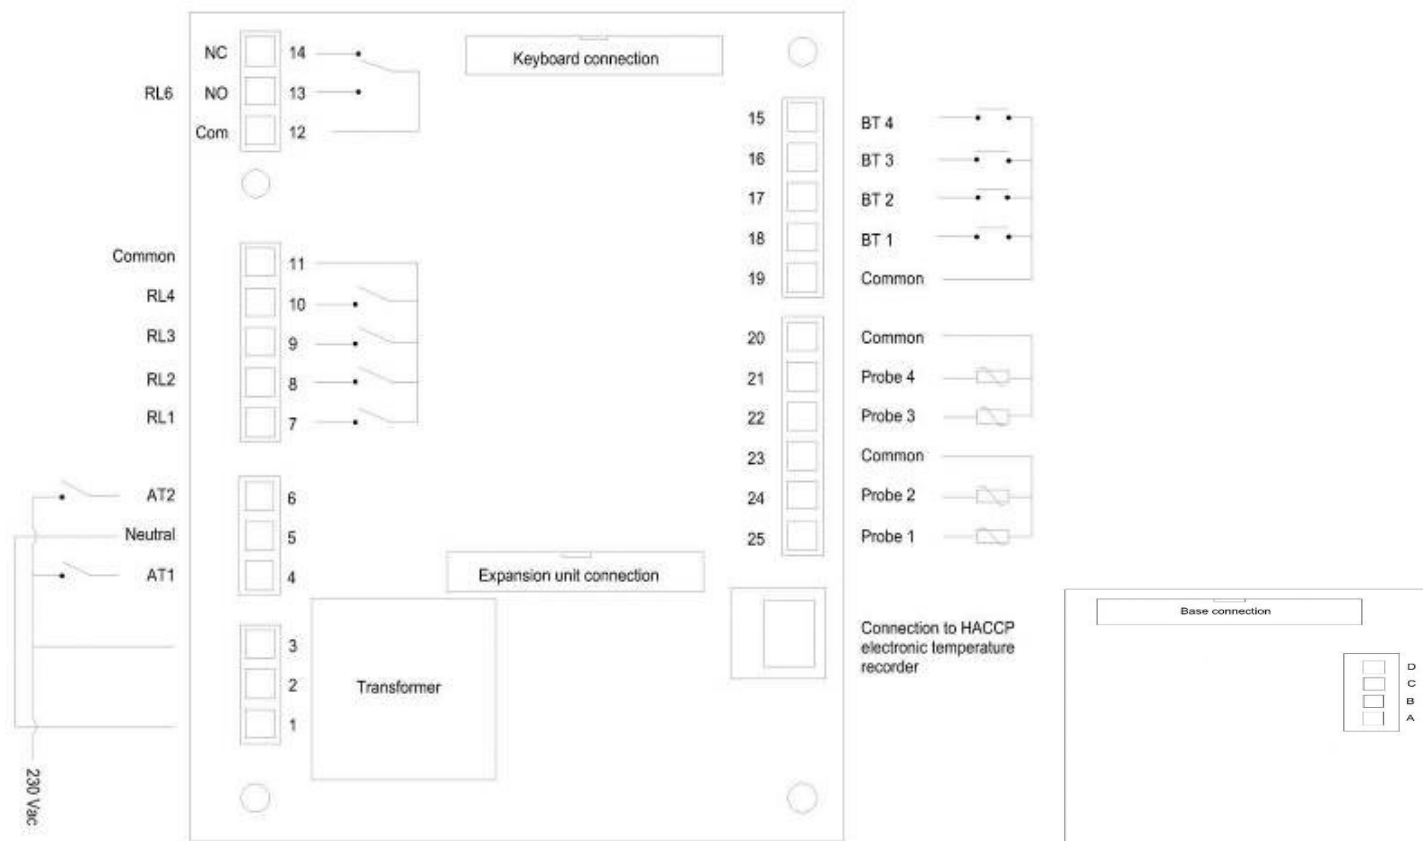 NC 14
Keyboard connection
RL6 NO 13
Com 12
15 BT 4
16 BT 3
17 BT 2
18 BT 1
19 Common
Common 11
RL4 10
RL3 9
RL2 8
RL1 7
20 Common
21 Probe 4
22 Probe 3
23 Common
24 Probe 2
25 Probe 1
AT2 6
Neutral 5
AT1 4
Expansion unit connection
3
2
1
Transformer
230 Vac
Connection to HACCP
electronic temperature
recorder
Base connection
D
C
B
A